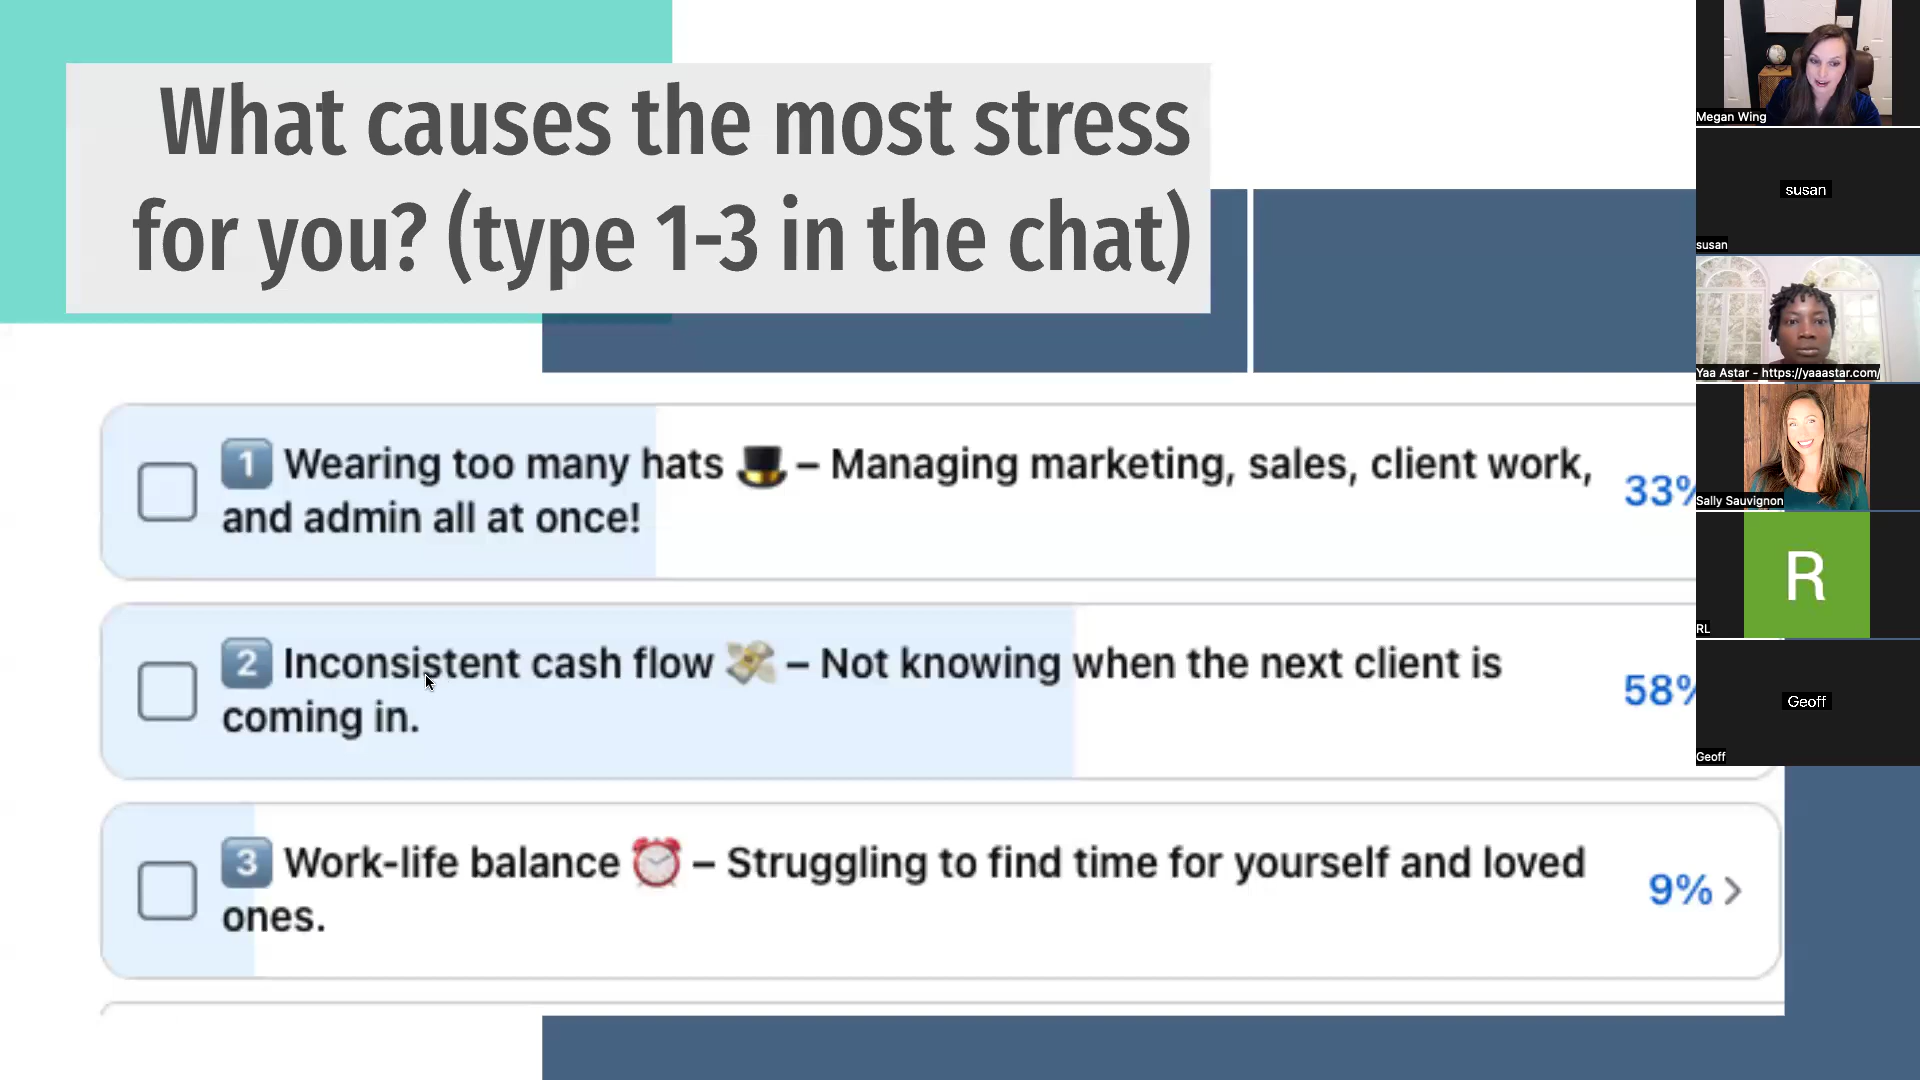 What causes the most stress
for you? (type 1-3 in the chat)
1 Wearing too many hats 🎩 – Managing marketing, sales, client work,
and admin all at once!
33%
2 Inconsistent cash flow 💸 – Not knowing when the next client is
coming in.
58%
3 Work-life balance ⏰ – Struggling to find time for yourself and loved
ones.
9% >
Megan Wing
susan
susan
Yaa Astar - https://yaaastar.com/
Sally Sauvignon
R
RL
Geoff
Geoff